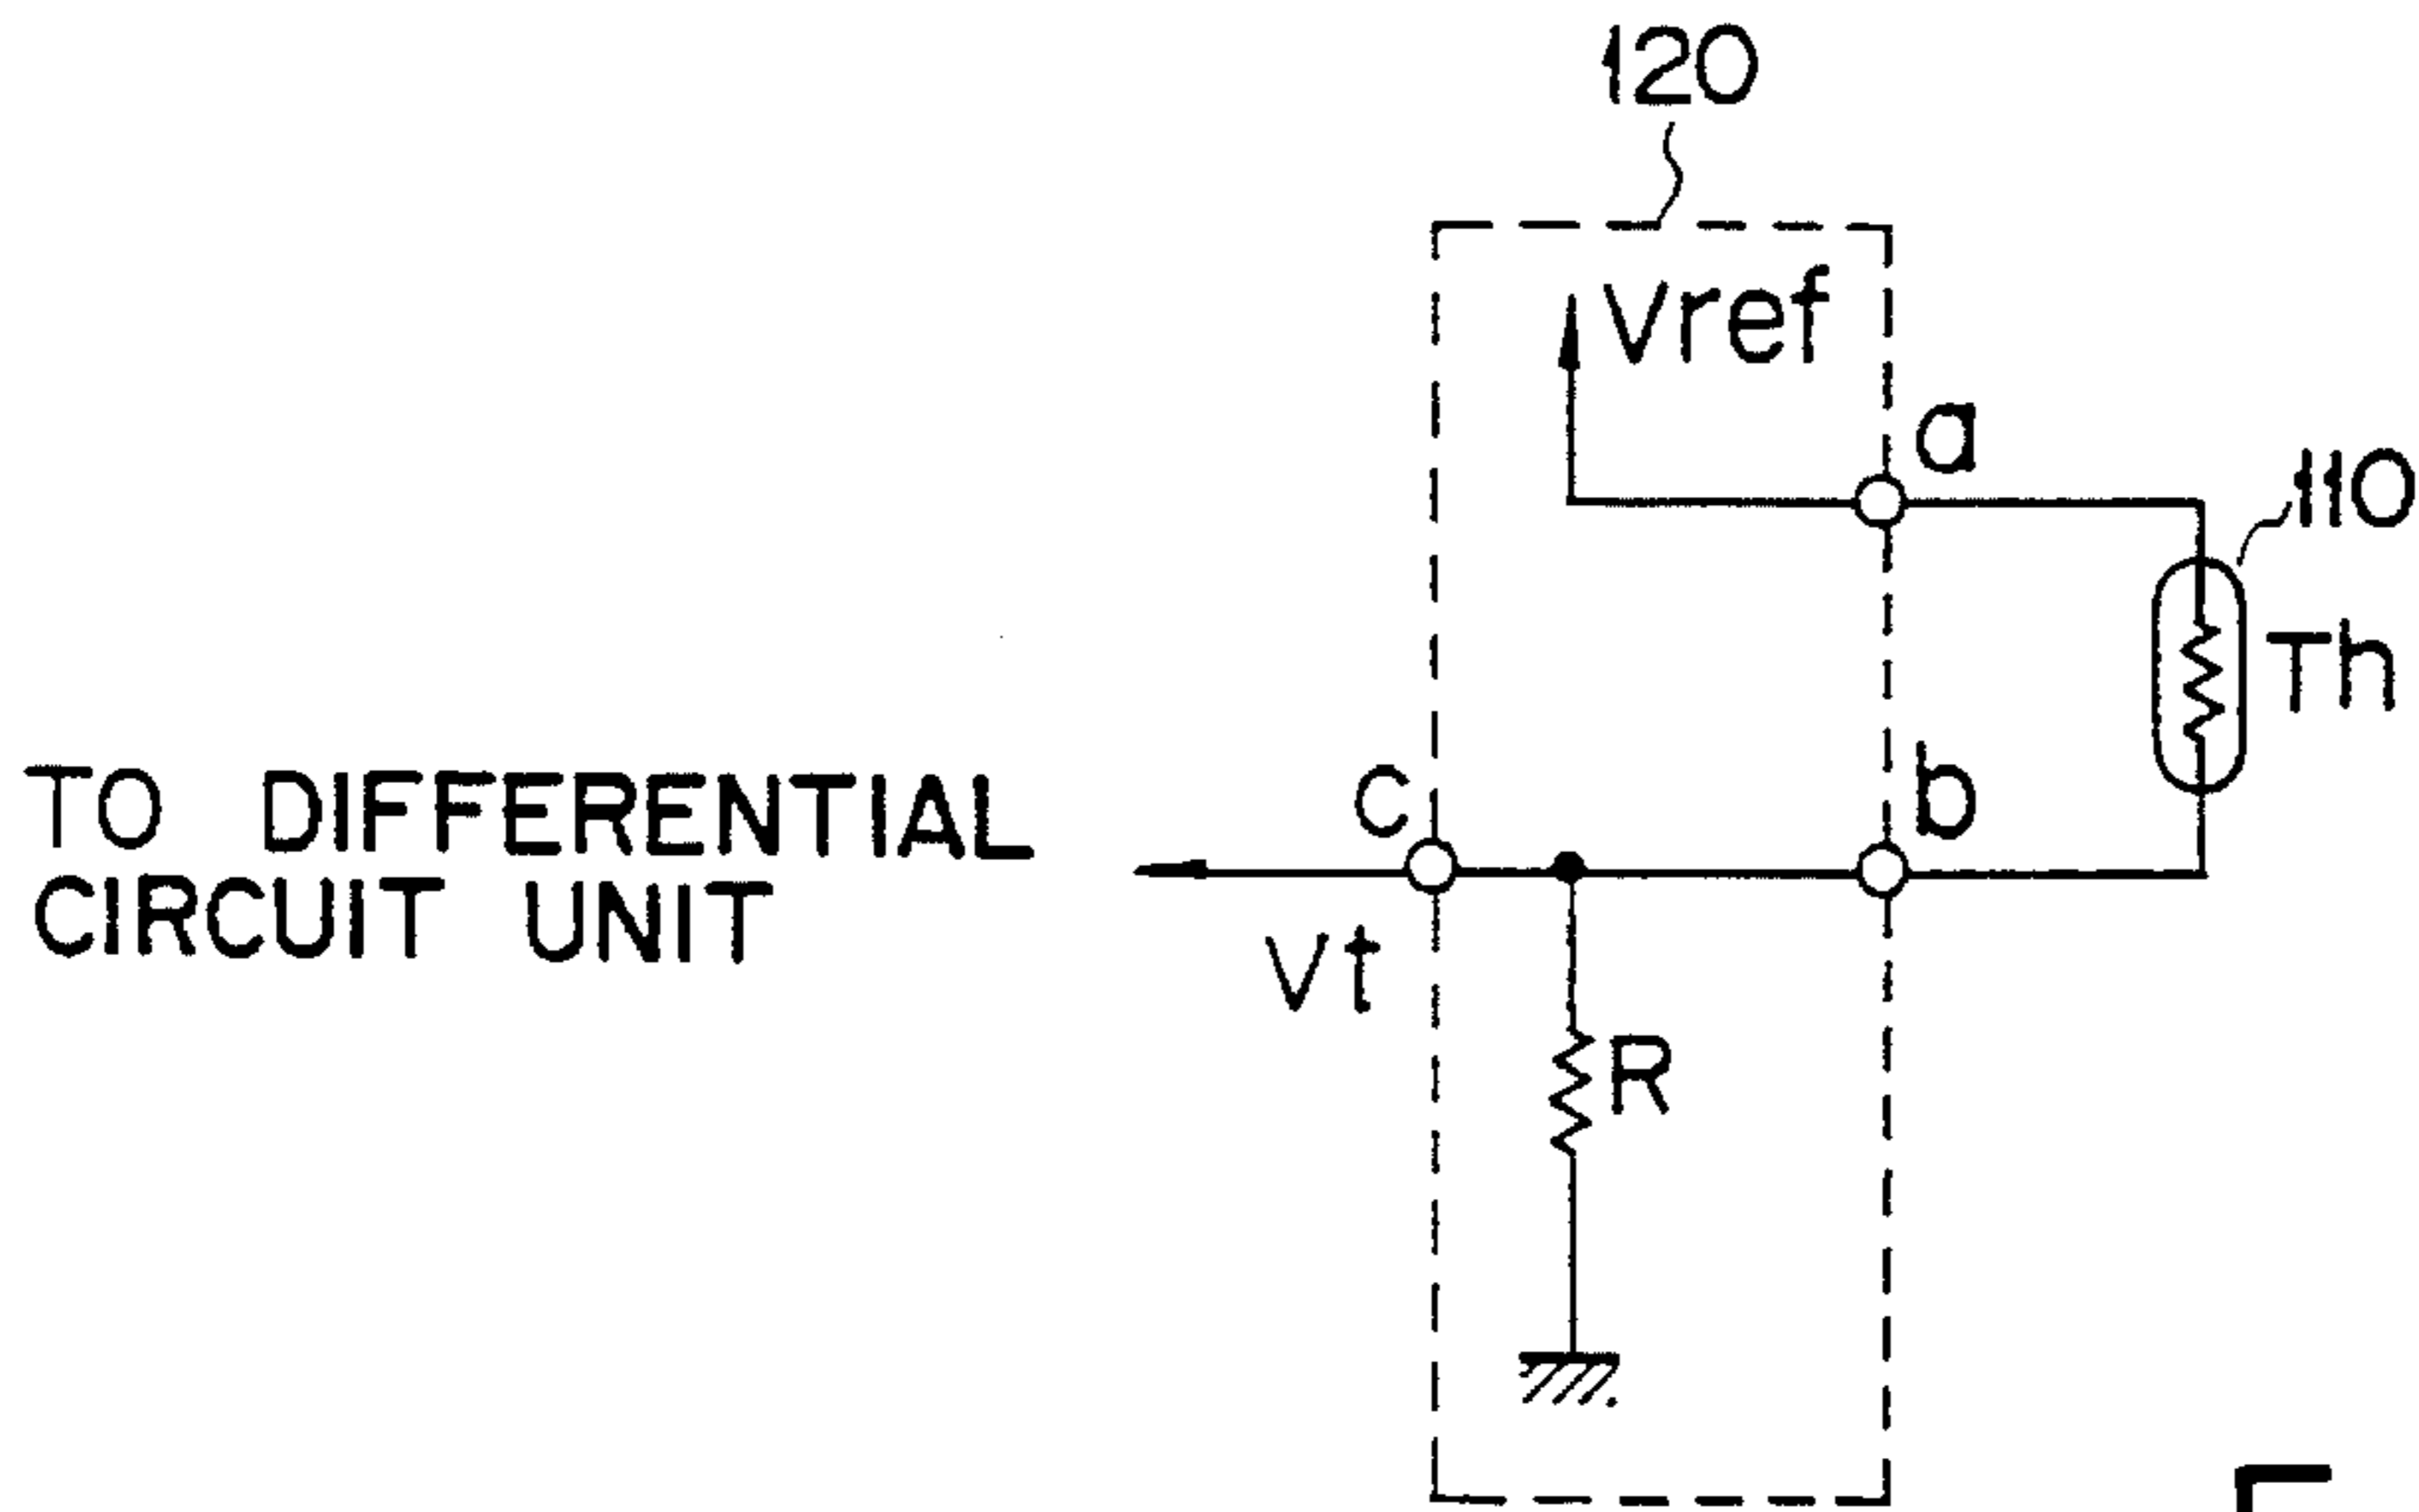 120
Vref
a
110
Th
c
b
TO DIFFERENTIAL
CIRCUIT UNIT
Vt
R